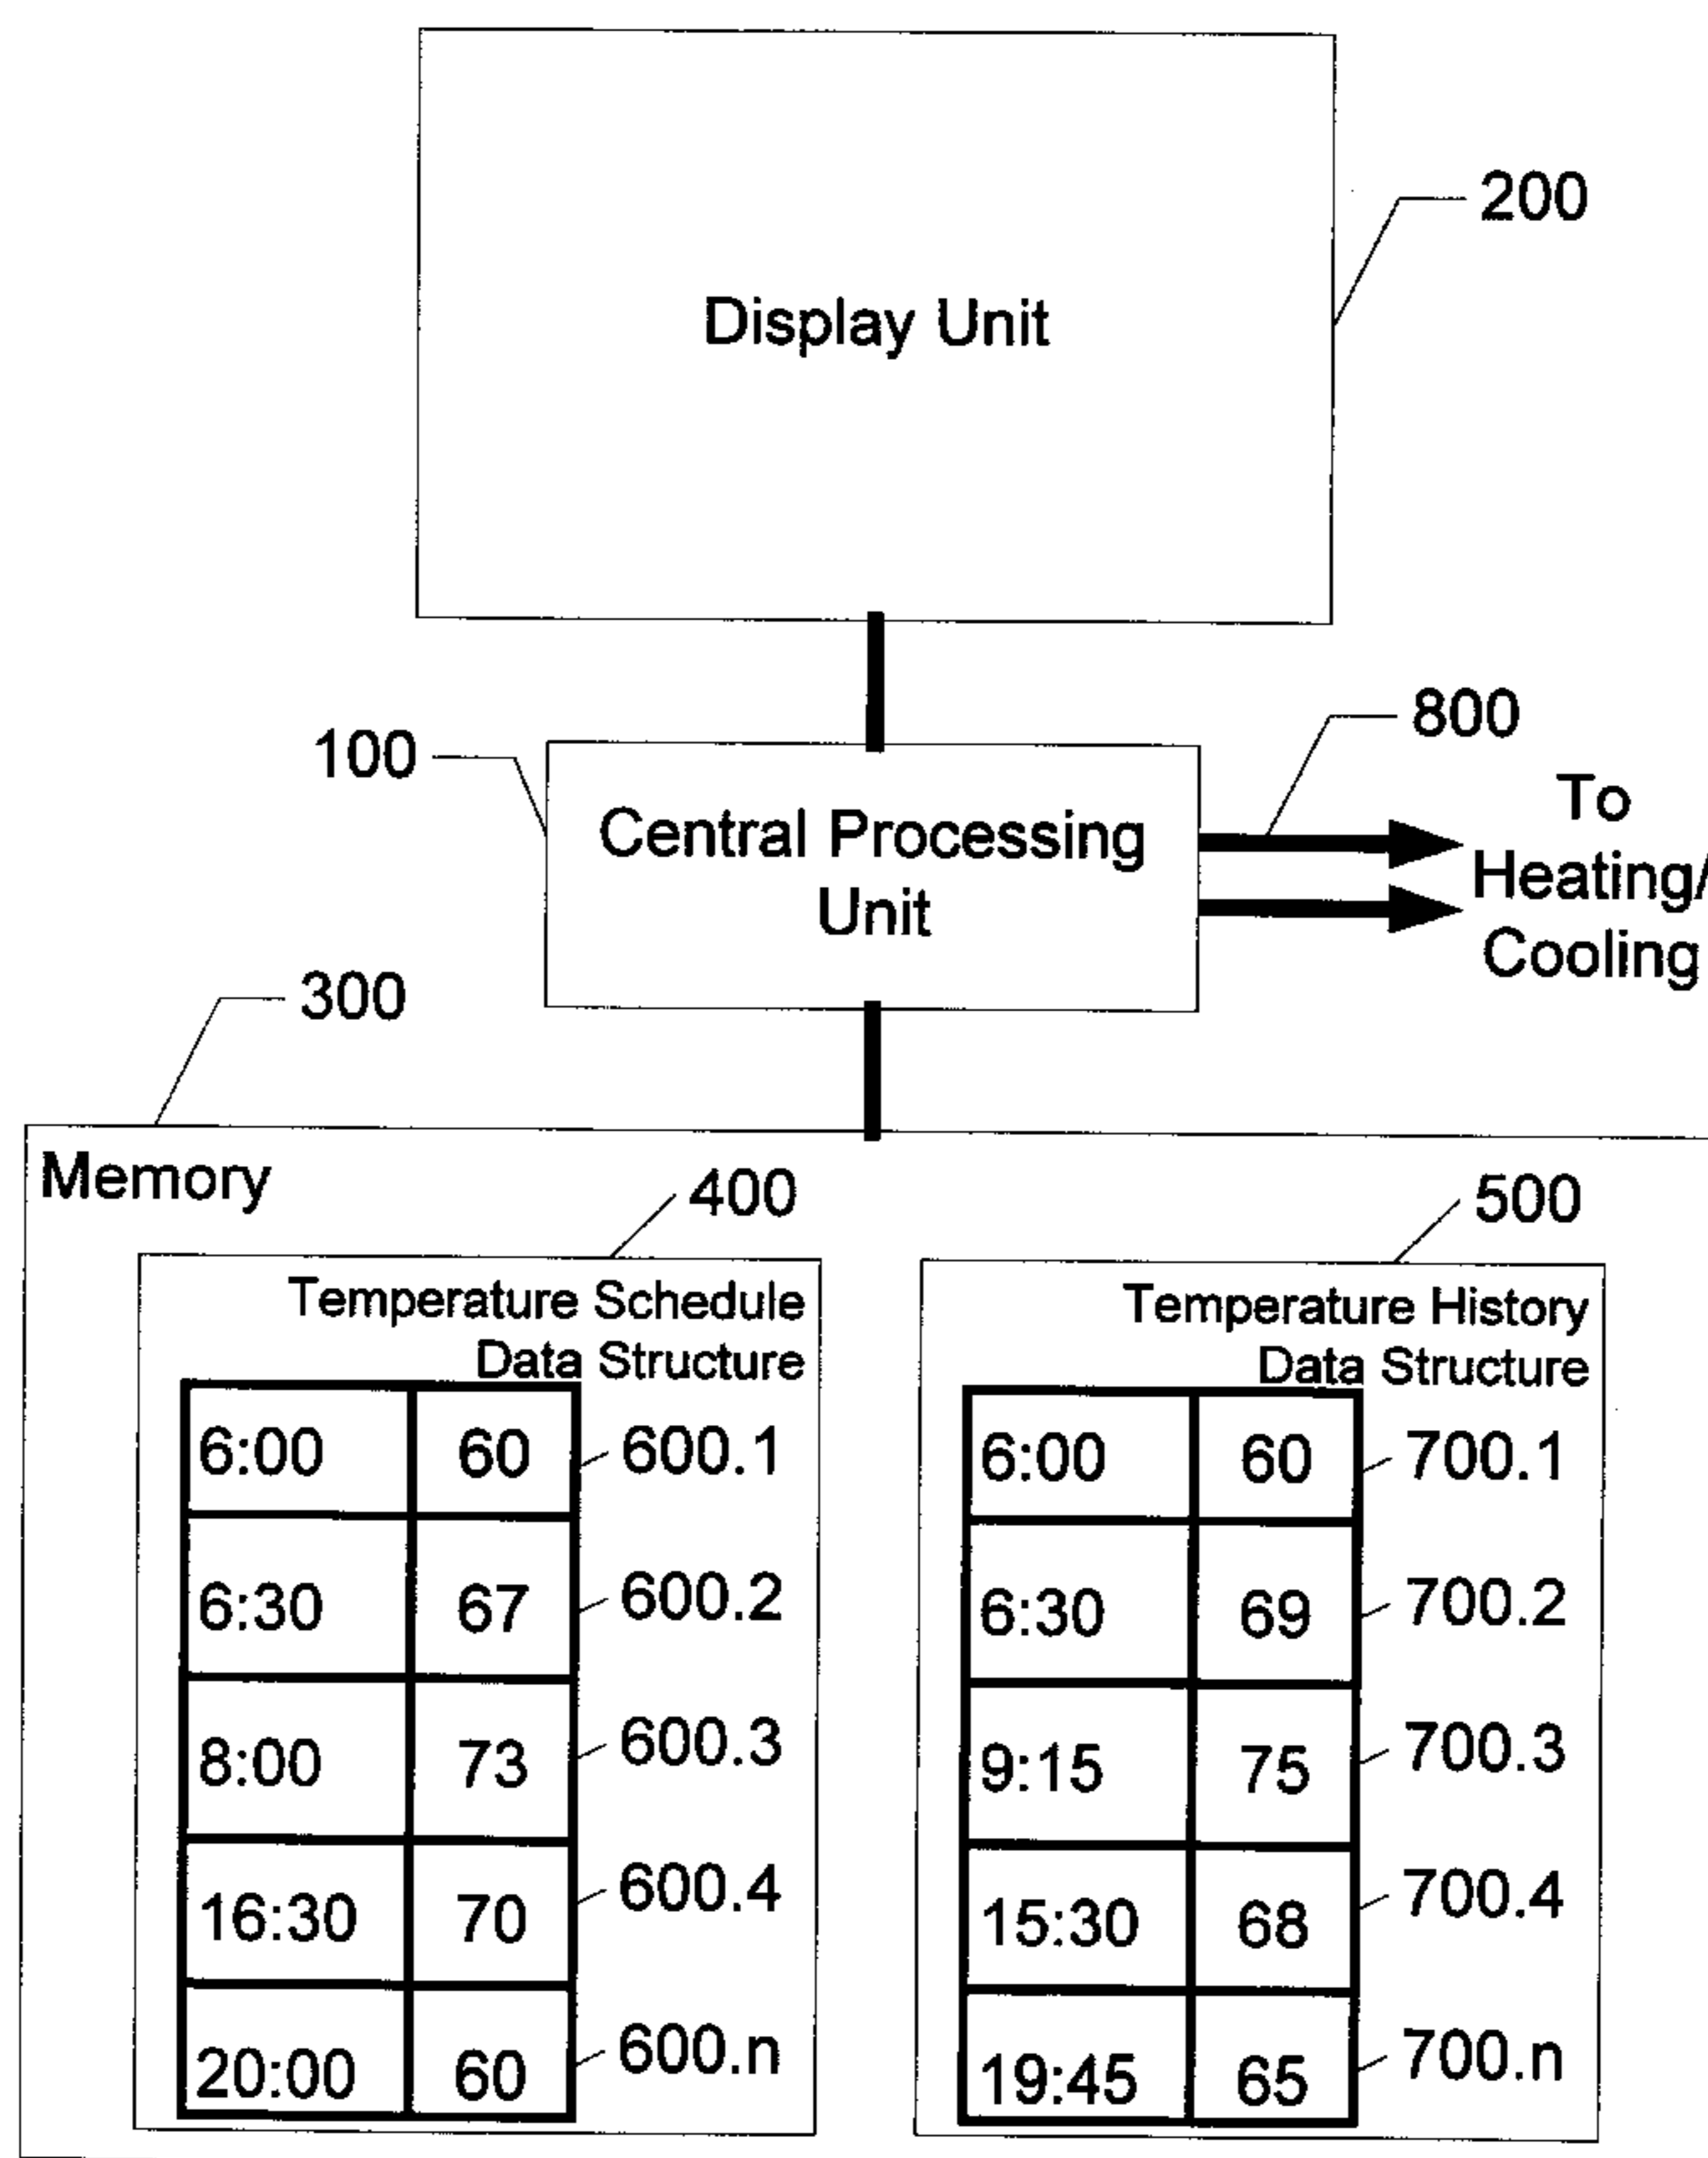 200
Display Unit
800
100
To
Heating/
Cooling
Central Processing
Unit
300
Memory
400
500
Temperature Schedule
Data Structure
6:00 60 600.1
6:30 67 600.2
8:00 73 600.3
16:30 70 600.4
20:00 60 600.n
Temperature History
Data Structure
6:00 60 700.1
6:30 69 700.2
9:15 75 700.3
15:30 68 700.4
19:45 65 700.n